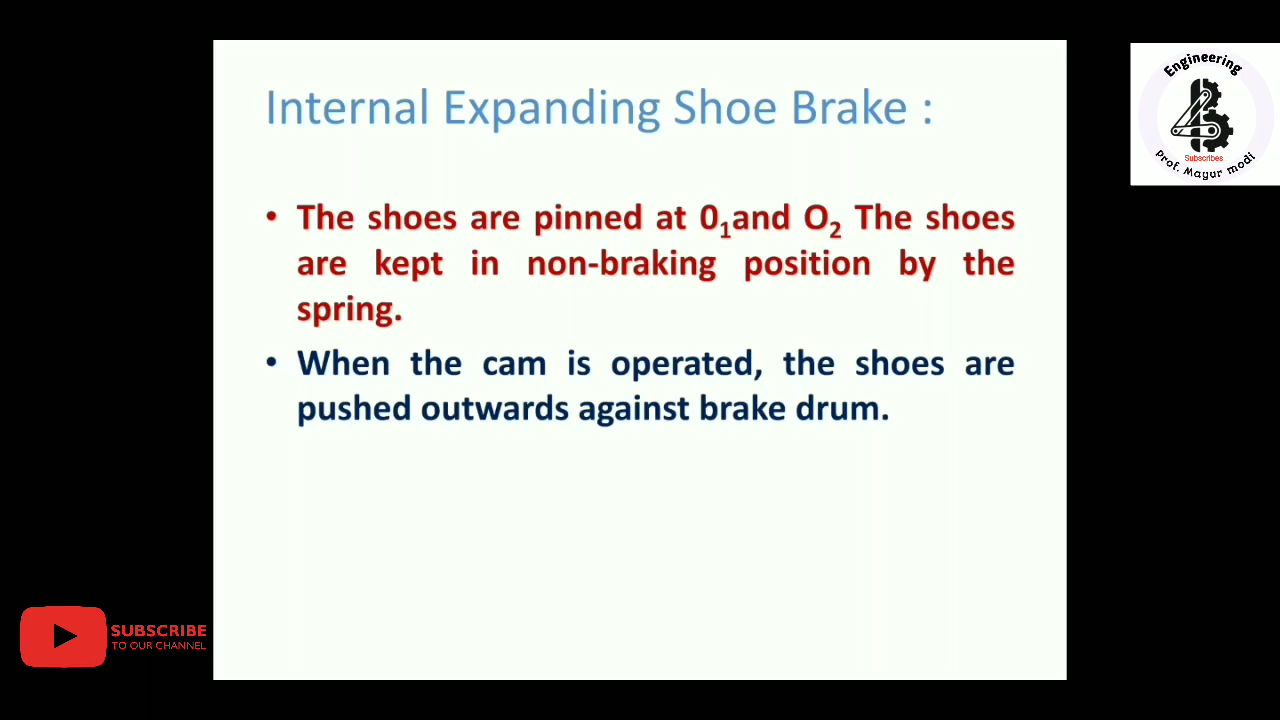 Internal Expanding Shoe Brake :
• The shoes are pinned at 0₁and O₂ The shoes
are kept in non-braking position by the
spring.
• When the cam is operated, the shoes are
pushed outwards against brake drum.
Engineering
Subscribes
Prof. Mayur modi
SUBSCRIBE
TO OUR CHANNEL